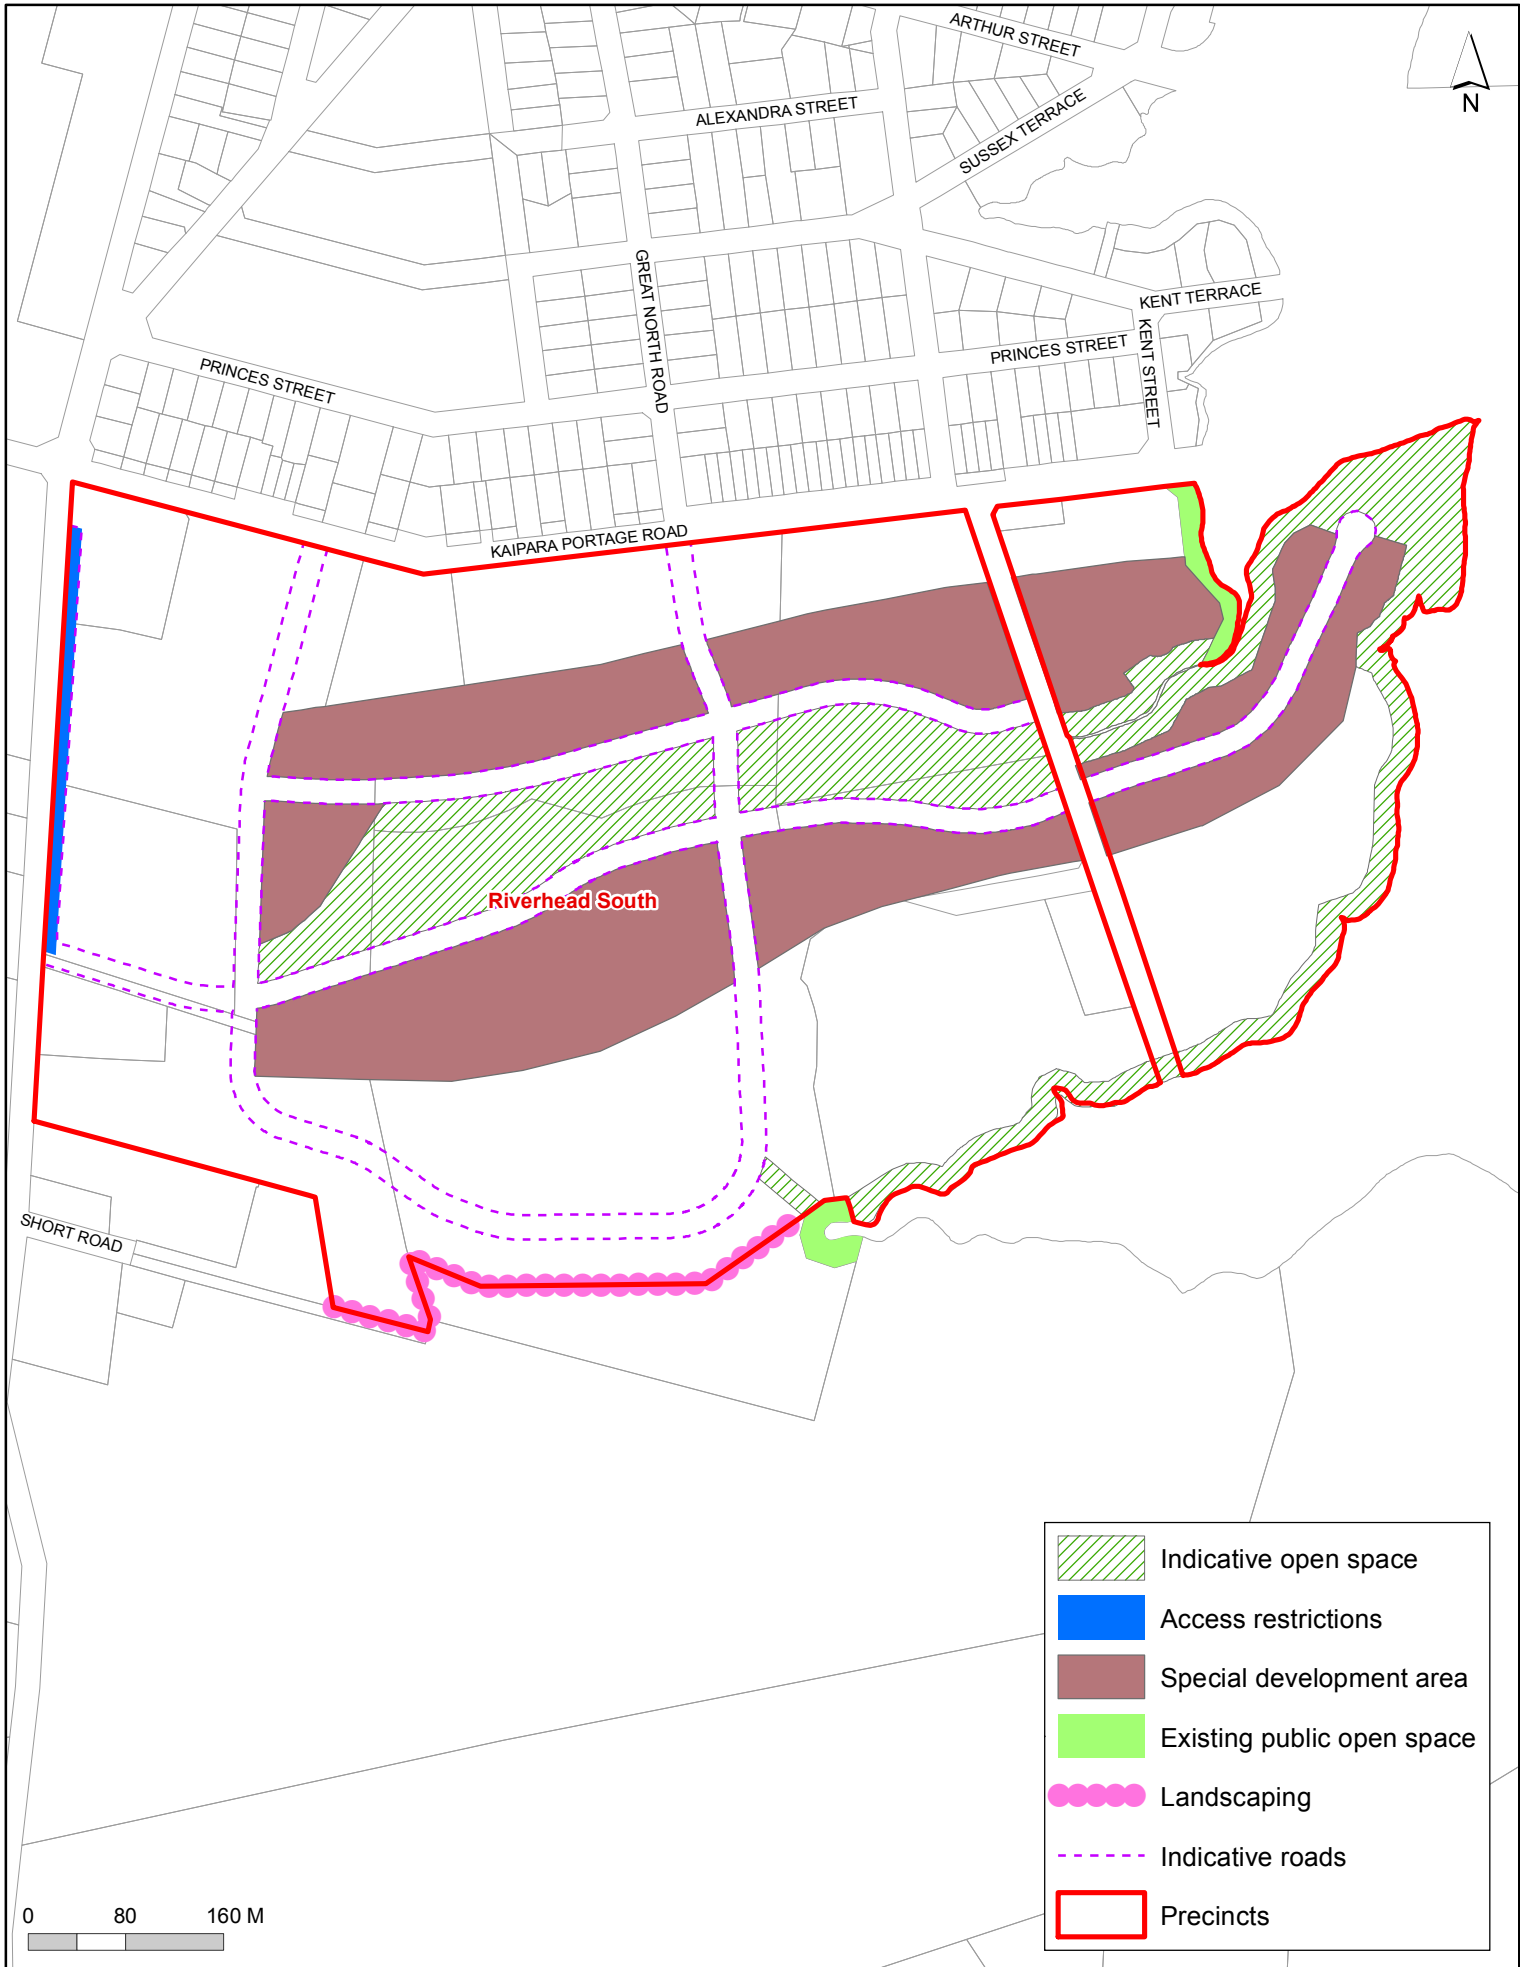 ARTHUR STREET
N
ALEXANDRA STREET
SUSSEX TERRACE
GREAT NORTH ROAD
KENT TERRACE
KENT STREET
PRINCES STREET
PRINCES STREET
KAIPARA PORTAGE ROAD
Riverhead South
SHORT ROAD
Indicative open space
Access restrictions
Special development area
Existing public open space
Landscaping
Indicative roads
Precincts
0 80 160 M